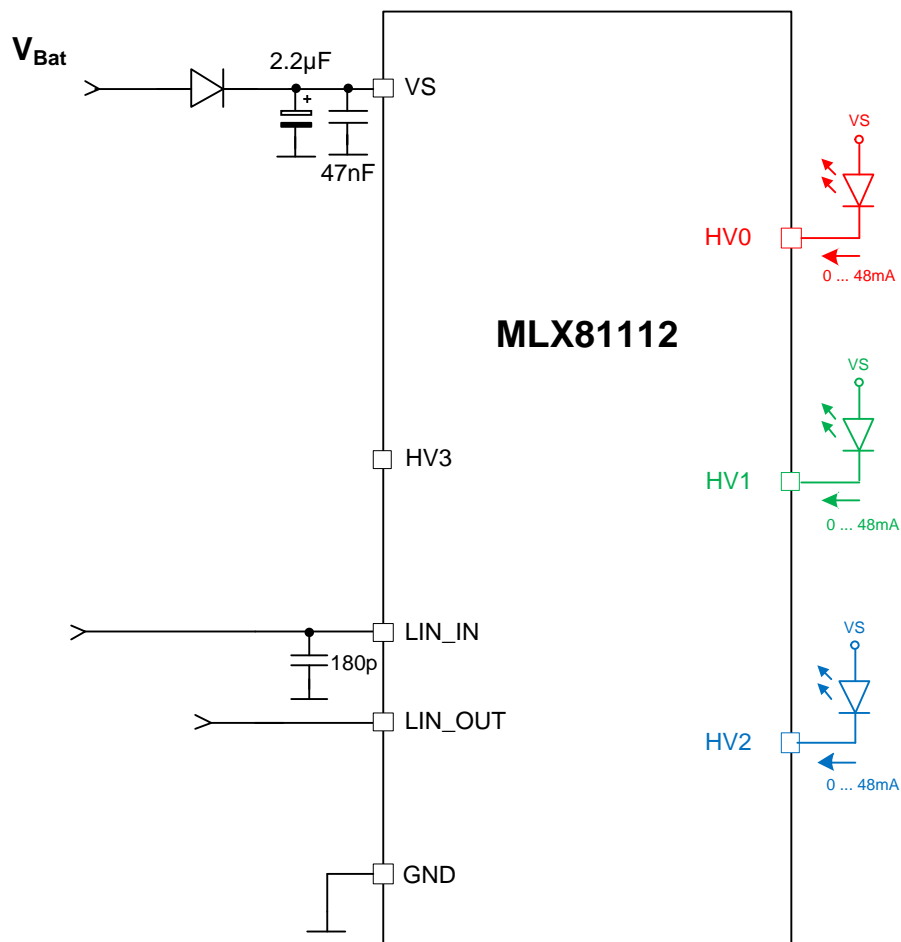 VBat
2.2µF
+
VS
47nF
VS
HV0
0 ... 48mA
MLX81112
VS
HV3
HV1
0 ... 48mA
LIN_IN
180p
VS
LIN_OUT
HV2
0 ... 48mA
GND